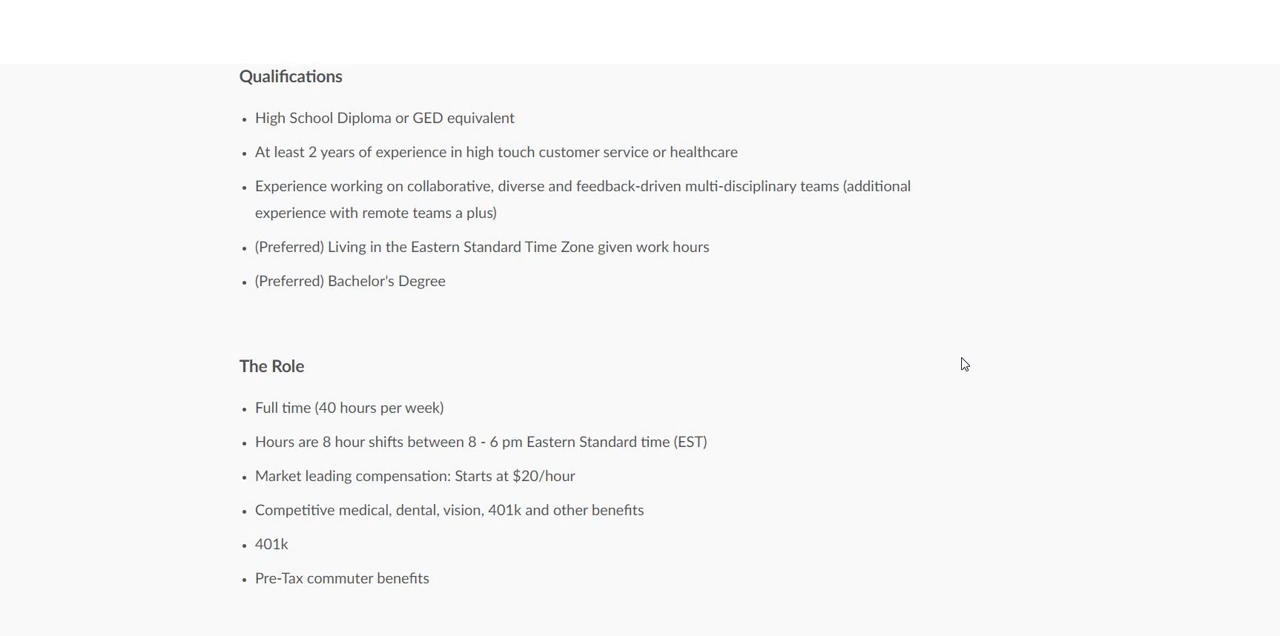 Qualifications
• High School Diploma or GED equivalent
• At least 2 years of experience in high touch customer service or healthcare
• Experience working on collaborative, diverse and feedback-driven multi-disciplinary teams (additional
experience with remote teams a plus)
• (Preferred) Living in the Eastern Standard Time Zone given work hours
• (Preferred) Bachelor's Degree
The Role
• Full time (40 hours per week)
• Hours are 8 hour shifts between 8 - 6 pm Eastern Standard time (EST)
• Market leading compensation: Starts at $20/hour
• Competitive medical, dental, vision, 401k and other benefits
• 401k
• Pre-Tax commuter benefits